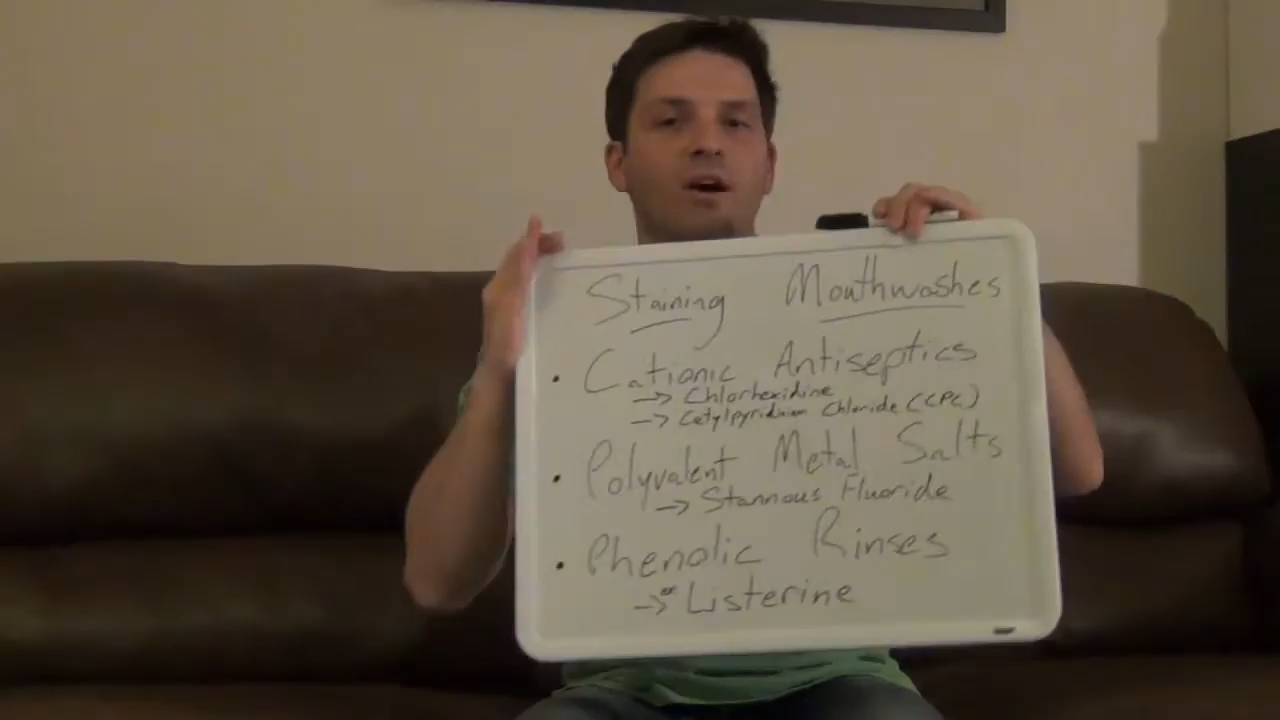 Staining Mouthwashes
• Cationic Antiseptics
→ Chlorhexidine
→ Cetylpyridinium Chloride (CPC)
• Polyvalent Metal Salts
→ Stannous Fluoride
• Phenolic Rinses
→ Listerine